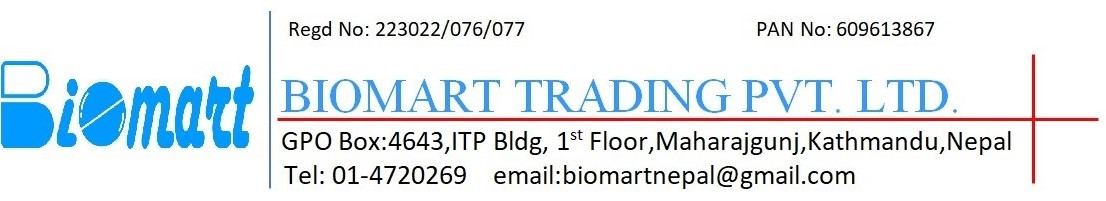 Regd No: 223022/076/077 PAN No: 609613867
Biomart
BIOMART TRADING PVT. LTD.
GPO Box:4643,ITP Bldg, 1st Floor,Maharajgunj,Kathmandu,Nepal
Tel: 01-4720269 email:biomartnepal@gmail.com